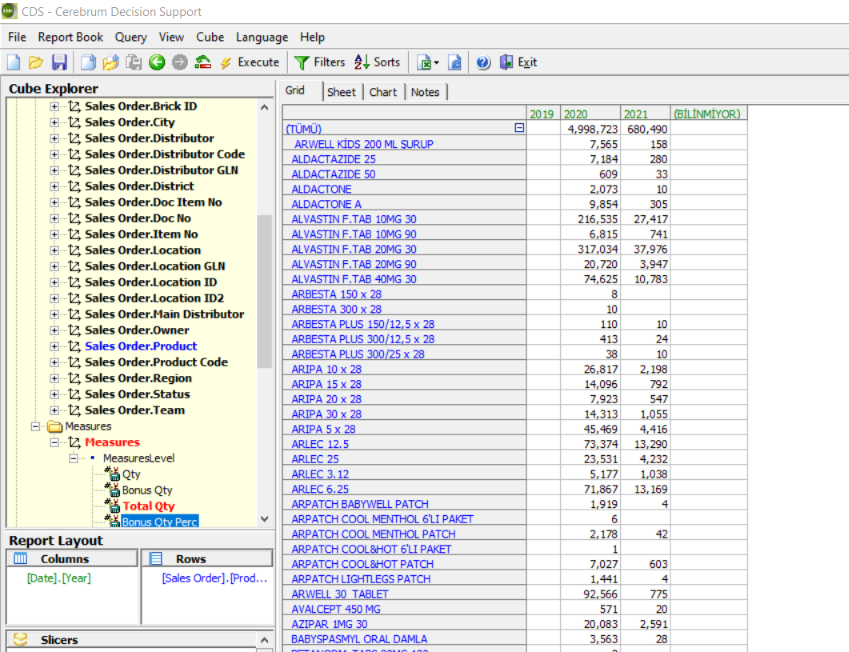 CDS - Cerebrum Decision Support
File Report Book Query View Cube Language Help
Execute Filters Sorts Exit
Cube Explorer
Sales Order.Brick ID
Sales Order.City
Sales Order.Distributor
Sales Order.Distributor Code
Sales Order.Distributor GLN
Sales Order.District
Sales Order.Doc Item No
Sales Order.Doc No
Sales Order.Item No
Sales Order.Location
Sales Order.Location GLN
Sales Order.Location ID
Sales Order.Location ID2
Sales Order.Main Distributor
Sales Order.Owner
Sales Order.Product
Sales Order.Product Code
Sales Order.Region
Sales Order.Status
Sales Order.Team
Measures
Measures
MeasuresLevel
Qty
Bonus Qty
Total Qty
Bonus Qty Perc
Report Layout
Columns Rows
[Date].[Year] [Sales Order].[Prod...
Slicers
Grid Sheet Chart Notes
2019 2020 2021 (BİLİNMİYOR)
(TÜMÜ) 4,998,723 680,490
ARWELL KİDS 200 ML ŞURUP 7,565 158
ALDACTAZIDE 25 7,184 280
ALDACTAZIDE 50 609 33
ALDACTONE 2,073 10
ALDACTONE A 9,854 305
ALVASTIN F.TAB 10MG 30 216,535 27,417
ALVASTIN F.TAB 10MG 90 6,815 741
ALVASTIN F.TAB 20MG 30 317,034 37,976
ALVASTIN F.TAB 20MG 90 20,720 3,947
ALVASTIN F.TAB 40MG 30 74,625 10,783
ARBESTA 150 x 28 8
ARBESTA 300 x 28 10
ARBESTA PLUS 150/12,5 x 28 110 10
ARBESTA PLUS 300/12,5 x 28 413 24
ARBESTA PLUS 300/25 x 28 38 10
ARIPA 10 x 28 26,817 2,198
ARIPA 15 x 28 14,096 792
ARIPA 20 x 28 7,923 547
ARIPA 30 x 28 14,313 1,055
ARIPA 5 x 28 45,469 4,416
ARLEC 12.5 73,374 13,290
ARLEC 25 23,531 4,232
ARLEC 3.12 5,177 1,038
ARLEC 6.25 71,867 13,169
ARPATCH BABYWELL PATCH 1,919 4
ARPATCH COOL MENTHOL 6'LI PAKET 6
ARPATCH COOL MENTHOL PATCH 2,178 42
ARPATCH COOL&HOT 6'LI PAKET 1
ARPATCH COOL&HOT PATCH 7,027 603
ARPATCH LIGHTLEGS PATCH 1,441 4
ARWELL 30 TABLET 92,566 775
AVALCEPT 450 MG 571 20
AZIPAR 1MG 30 20,083 2,591
BABYSPASMYL ORAL DAMLA 3,563 28